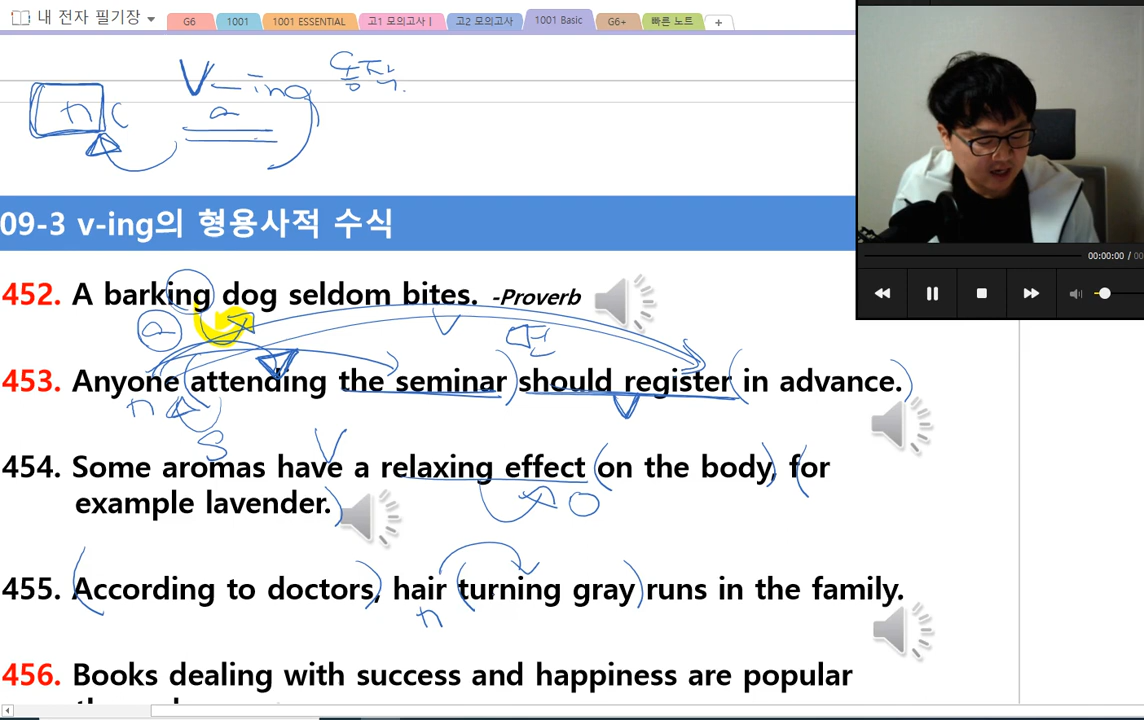 내 전자 필기장
G6
1001
1001 ESSENTIAL
고1 모의고사 I
고2 모의고사
1001 Basic
G6+
빠른 노트
+
n
V-ing
a
동작.
00:00:00 / 00
09-3 v-ing의 형용사적 수식
452. A barking dog seldom bites. -Proverb
a
V
453. Anyone attending the seminar should register in advance.
n
S
V
V
454. Some aromas have a relaxing effect on the body, for
example lavender.
O
455. According to doctors, hair turning gray runs in the family.
n
456. Books dealing with success and happiness are popular